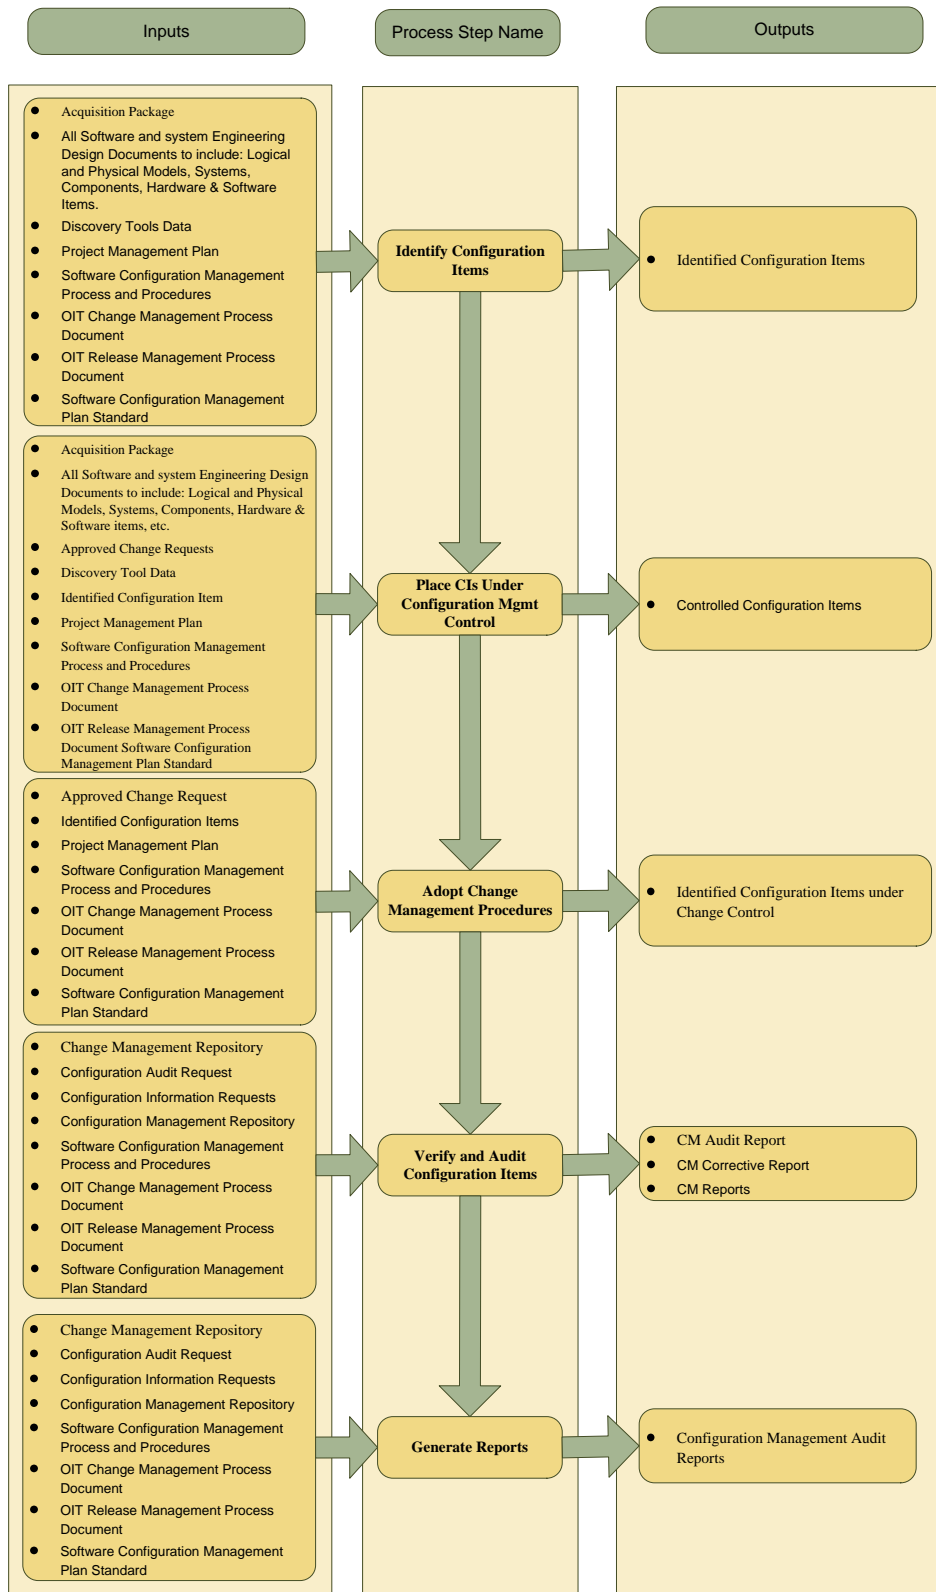 Inputs
Process Step Name
Outputs
Acquisition Package
All Software and system Engineering
Design Documents to include: Logical
and Physical Models, Systems,
Components, Hardware & Software
Items.
Discovery Tools Data
Project Management Plan
Software Configuration Management
Process and Procedures
OIT Change Management Process
Document
OIT Release Management Process
Document
Software Configuration Management
Plan Standard
Identify Configuration
Items
Identified Configuration Items
Acquisition Package
All Software and system Engineering Design
Documents to include: Logical and Physical
Models, Systems, Components, Hardware &
Software items, etc.
Approved Change Requests
Discovery Tool Data
Identified Configuration Item
Project Management Plan
Software Configuration Management
Process and Procedures
OIT Change Management Process
Document
OIT Release Management Process
Document Software Configuration
Management Plan Standard
Place CIs Under
Configuration Mgmt
Control
Controlled Configuration Items
Approved Change Request
Identified Configuration Items
Project Management Plan
Software Configuration Management
Process and Procedures
OIT Change Management Process
Document
OIT Release Management Process
Document
Software Configuration Management
Plan Standard
Adopt Change
Management Procedures
Identified Configuration Items under
Change Control
Change Management Repository
Configuration Audit Request
Configuration Information Requests
Configuration Management Repository
Software Configuration Management
Process and Procedures
OIT Change Management Process
Document
OIT Release Management Process
Document
Software Configuration Management
Plan Standard
Verify and Audit
Configuration Items
CM Audit Report
CM Corrective Report
CM Reports
Change Management Repository
Configuration Audit Request
Configuration Information Requests
Configuration Management Repository
Software Configuration Management
Process and Procedures
OIT Change Management Process
Document
OIT Release Management Process
Document
Software Configuration Management
Plan Standard
Generate Reports
Configuration Management Audit
Reports